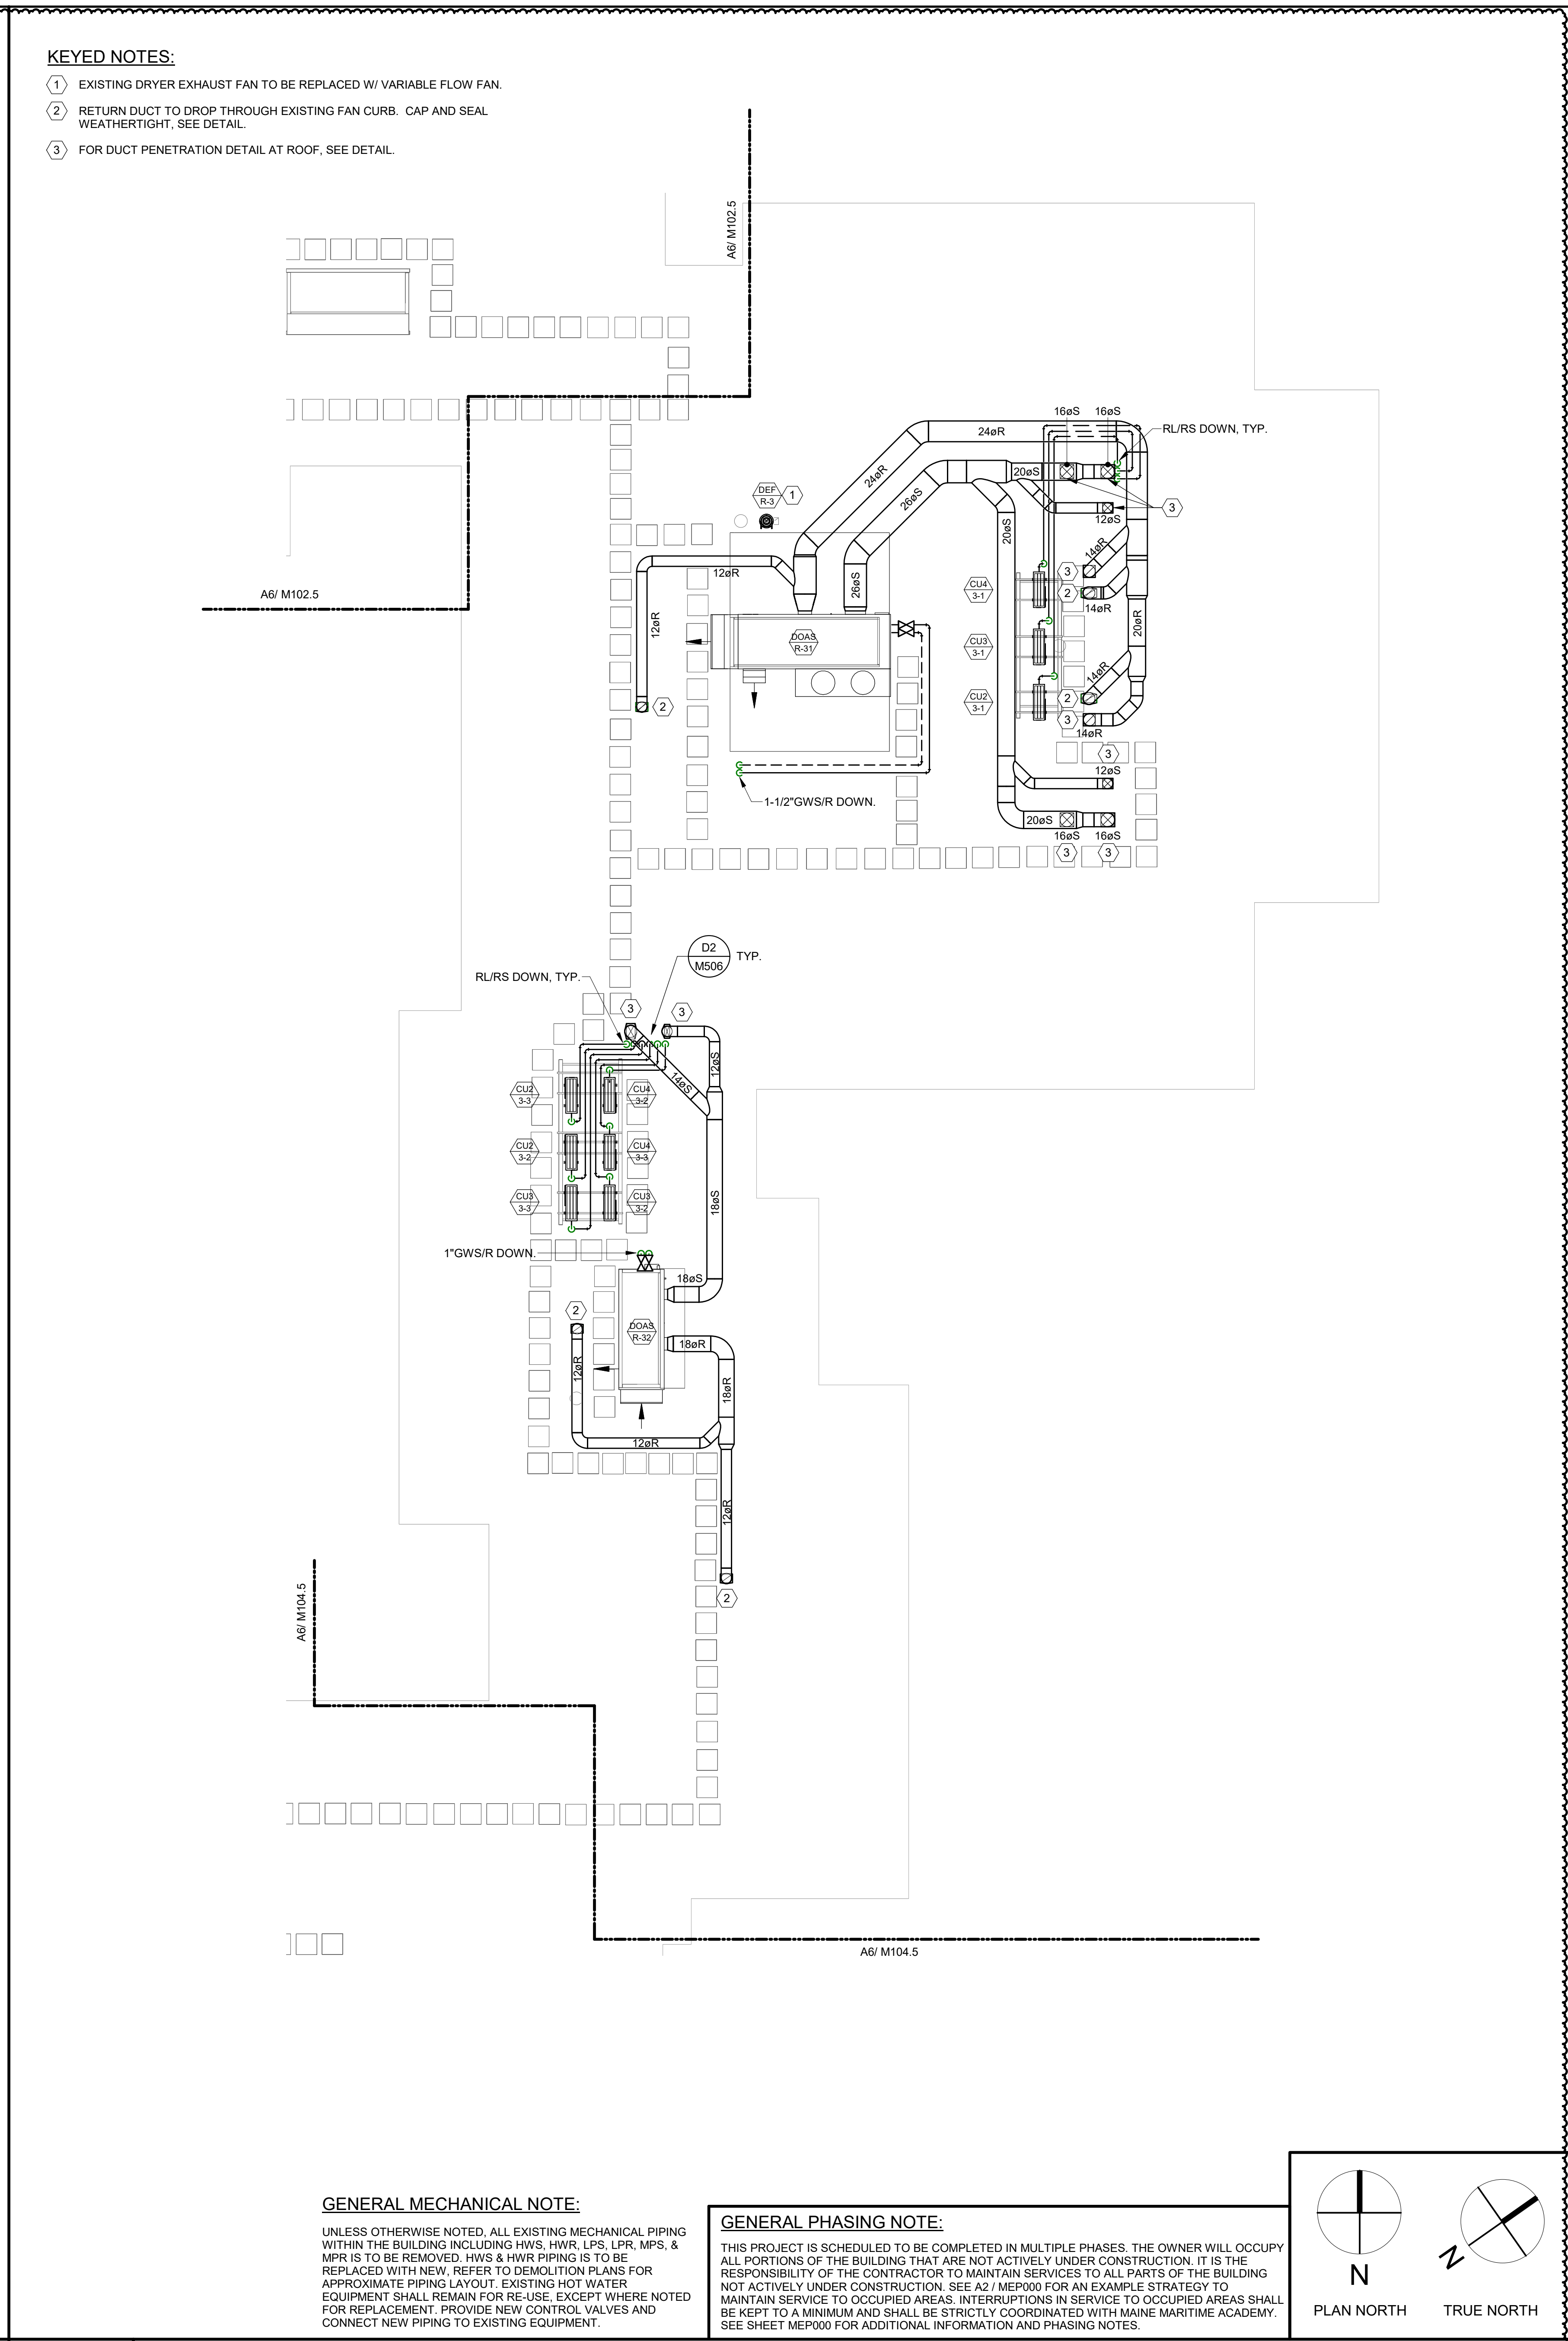 KEYED NOTES:
1 EXISTING DRYER EXHAUST FAN TO BE REPLACED W/ VARIABLE FLOW FAN.
2 RETURN DUCT TO DROP THROUGH EXISTING FAN CURB. CAP AND SEAL
WEATHERTIGHT, SEE DETAIL.
3 FOR DUCT PENETRATION DETAIL AT ROOF, SEE DETAIL.
A6/ M102.5
16øS 16øS
RL/RS DOWN, TYP.
24øR
24øR
20øS
26øS
DEF
R-3
1
3
12øS
20øS
14øR
12øR
26øS
3
CU4
3-1
2
A6/ M102.5
14øR
12øR
20øR
DOAS
R-31
CU3
3-1
14øR
CU2
3-1
2
2
3
14øR
3
12øS
1-1/2"GWS/R DOWN.
20øS
16øS 16øS
3 3
D2
M506
TYP.
RL/RS DOWN, TYP.
3
3
12øS
14øS
CU2
3-3
CU4
3-2
CU2
3-2
CU4
3-3
CU3
3-3
CU3
3-2
18øS
1"GWS/R DOWN.
18øS
2
DOAS
R-32
18øR
12øR
18øR
12øR
12øR
2
A6/ M104.5
A6/ M104.5
GENERAL MECHANICAL NOTE:
UNLESS OTHERWISE NOTED, ALL EXISTING MECHANICAL PIPING
WITHIN THE BUILDING INCLUDING HWS, HWR, LPS, LPR, MPS, &
MPR IS TO BE REMOVED. HWS & HWR PIPING IS TO BE
REPLACED WITH NEW, REFER TO DEMOLITION PLANS FOR
APPROXIMATE PIPING LAYOUT. EXISTING HOT WATER
EQUIPMENT SHALL REMAIN FOR RE-USE, EXCEPT WHERE NOTED
FOR REPLACEMENT. PROVIDE NEW CONTROL VALVES AND
CONNECT NEW PIPING TO EXISTING EQUIPMENT.
GENERAL PHASING NOTE:
THIS PROJECT IS SCHEDULED TO BE COMPLETED IN MULTIPLE PHASES. THE OWNER WILL OCCUPY
ALL PORTIONS OF THE BUILDING THAT ARE NOT ACTIVELY UNDER CONSTRUCTION. IT IS THE
RESPONSIBILITY OF THE CONTRACTOR TO MAINTAIN SERVICES TO ALL PARTS OF THE BUILDING
NOT ACTIVELY UNDER CONSTRUCTION. SEE A2 / MEP000 FOR AN EXAMPLE STRATEGY TO
MAINTAIN SERVICE TO OCCUPIED AREAS. INTERRUPTIONS IN SERVICE TO OCCUPIED AREAS SHALL
BE KEPT TO A MINIMUM AND SHALL BE STRICTLY COORDINATED WITH MAINE MARITIME ACADEMY.
SEE SHEET MEP000 FOR ADDITIONAL INFORMATION AND PHASING NOTES.
N
PLAN NORTH
N
TRUE NORTH